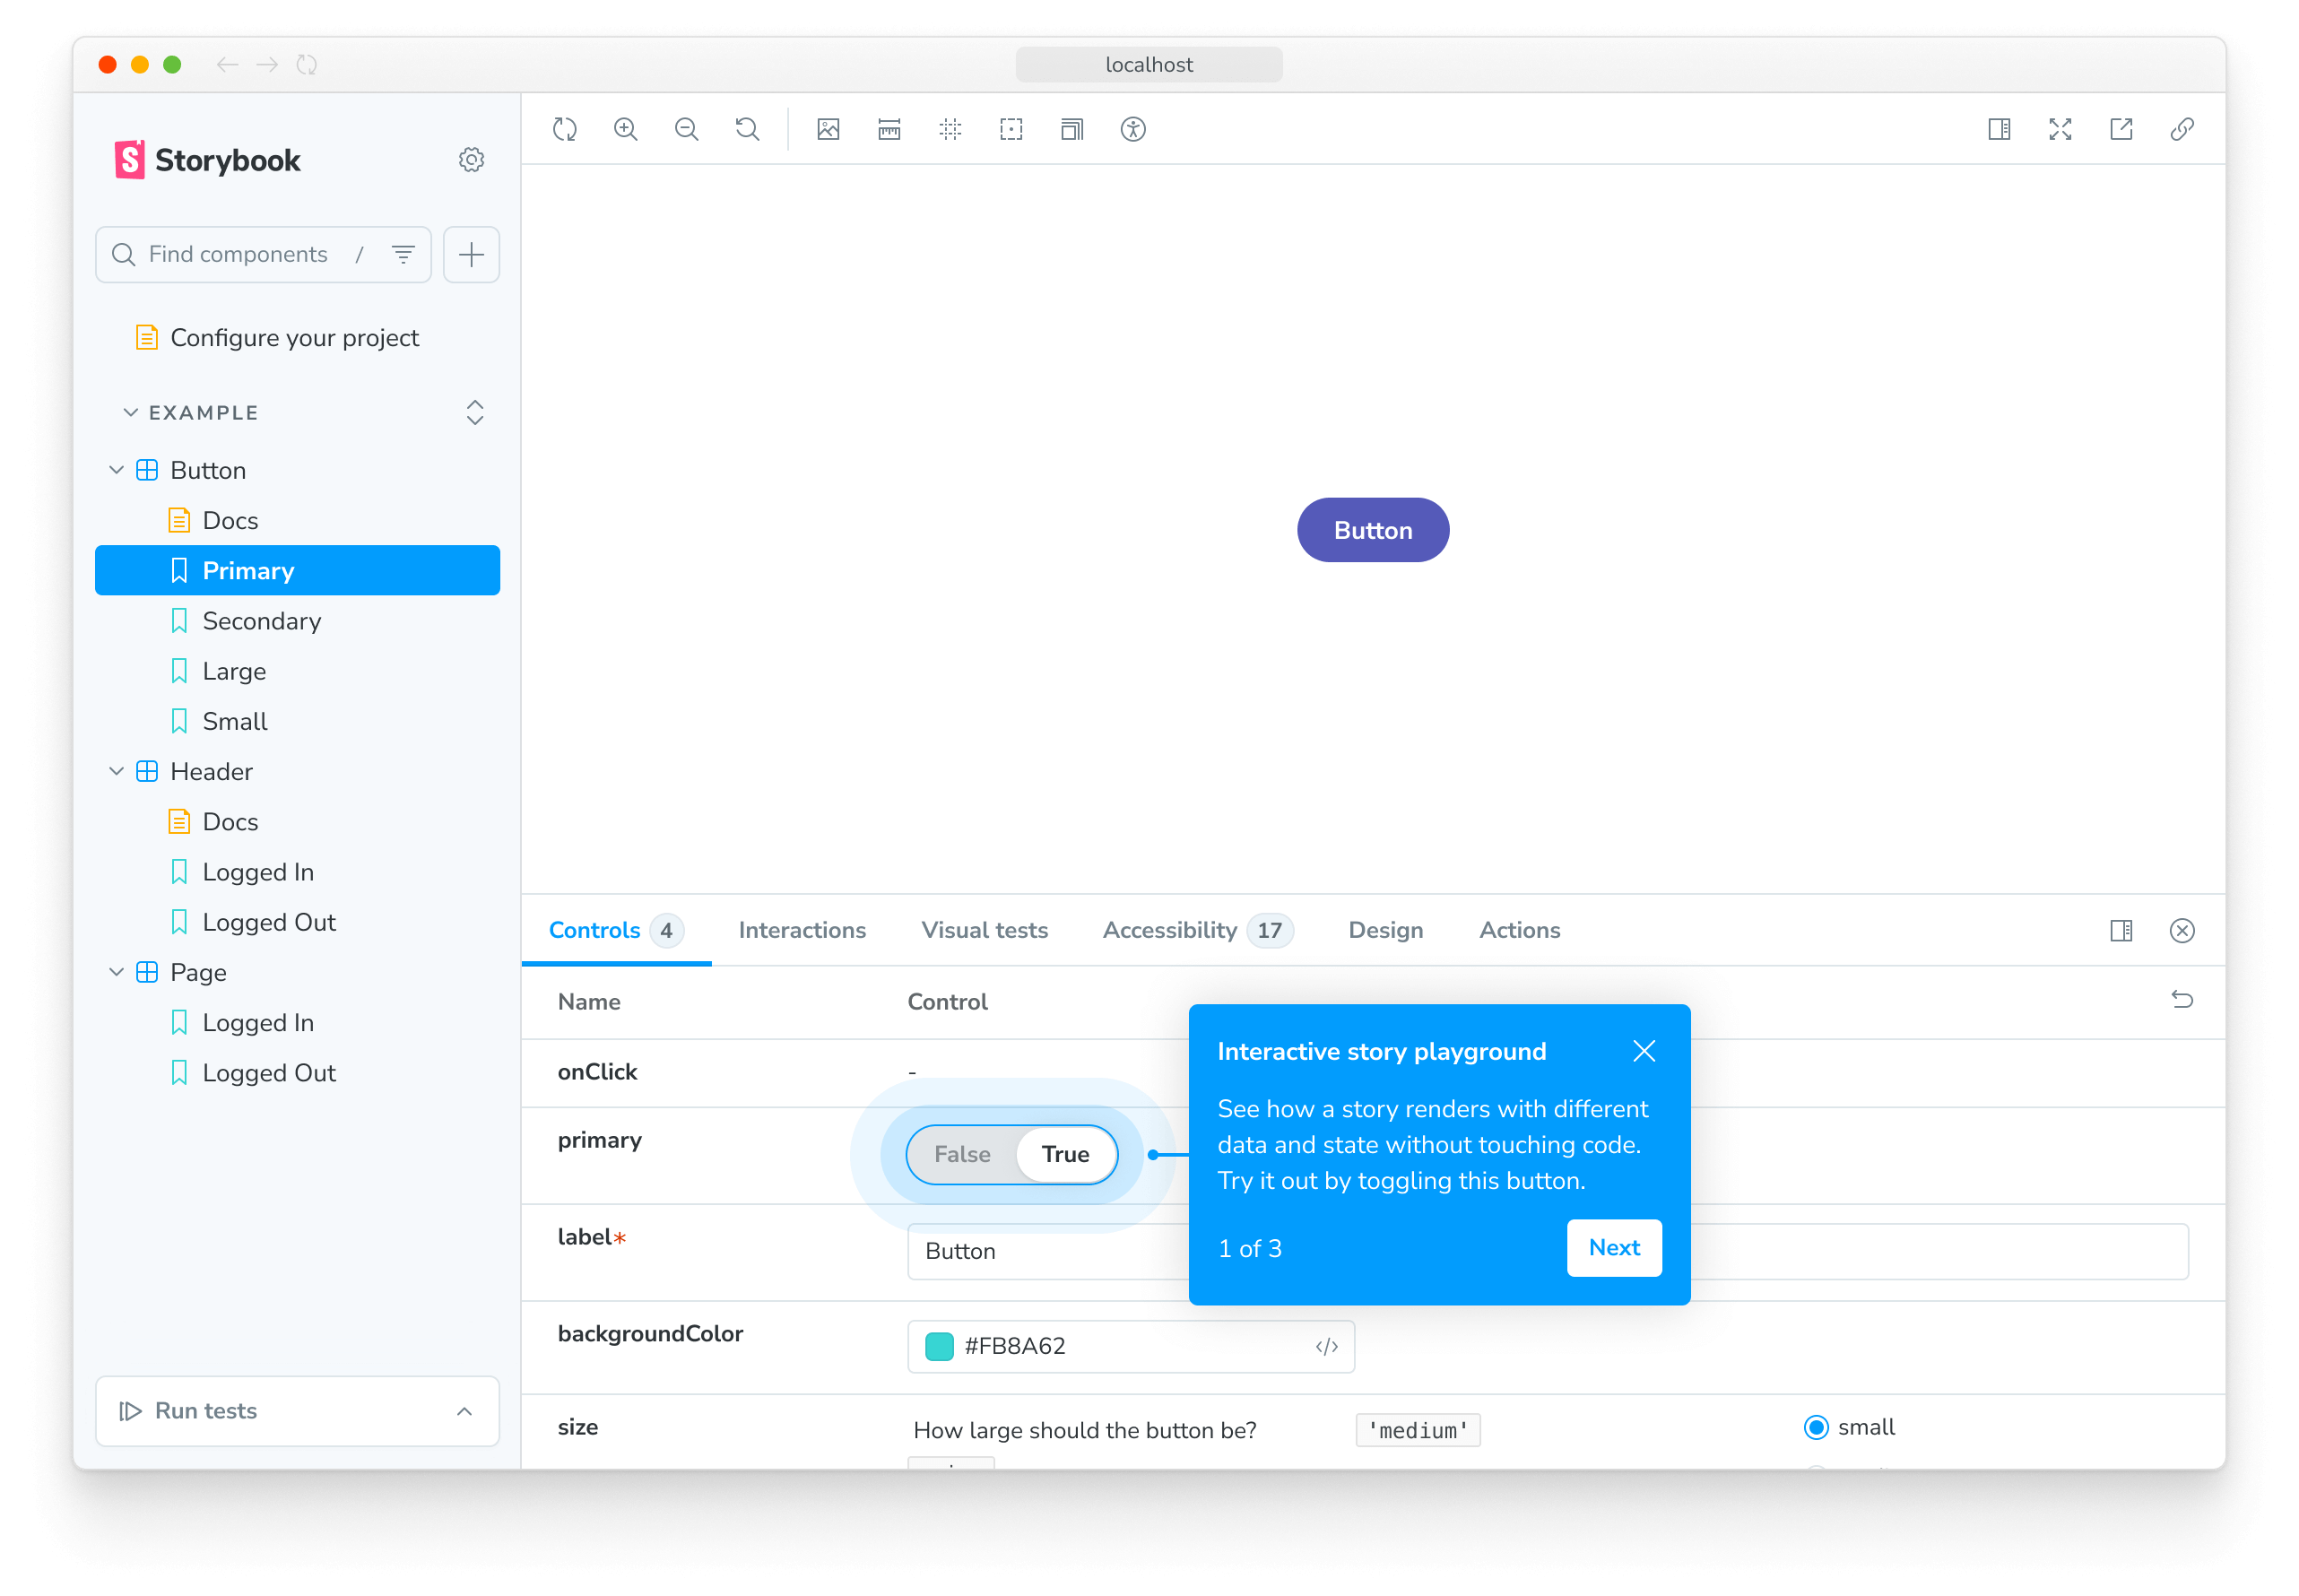 localhost
Storybook
Find components /
Configure your project
EXAMPLE
Button
Docs
Primary
Secondary
Large
Small
Header
Docs
Logged In
Logged Out
Page
Logged In
Logged Out
Run tests
Button
Controls 4 Interactions Visual tests Accessibility 17 Design Actions
Name Control
onClick -
primary False True
label* Button
backgroundColor #FB8A62
size How large should the button be? 'medium' small
Interactive story playground
See how a story renders with different
data and state without touching code.
Try it out by toggling this button.
1 of 3 Next